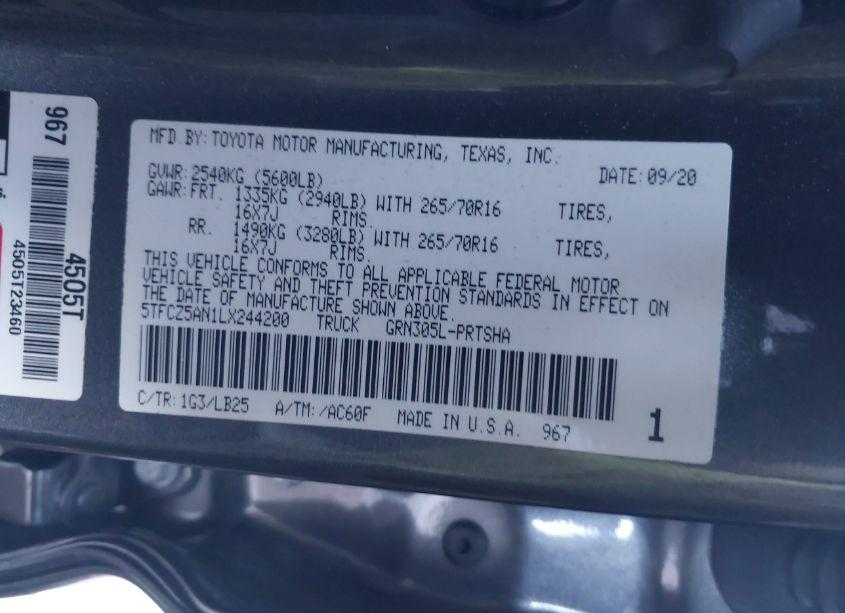 967
4505T
4505T23460
MFD BY: TOYOTA MOTOR MANUFACTURING, TEXAS, INC.
GVWR: 2540KG (5600LB) DATE: 09/20
GAWR: FRT. 1335KG (2940LB) WITH 265/70R16 TIRES,
16X7J RIMS.
RR. 1490KG (3280LB) WITH 265/70R16 TIRES,
16X7J RIMS.
THIS VEHICLE CONFORMS TO ALL APPLICABLE FEDERAL MOTOR
VEHICLE SAFETY AND THEFT PREVENTION STANDARDS IN EFFECT ON
THE DATE OF MANUFACTURE SHOWN ABOVE.
5TFCZ5AN1LX244200 TRUCK GRN305L-PRTSHA
C/TR: 1G3/LB25 A/TM: /AC60F MADE IN U.S.A. 967 1